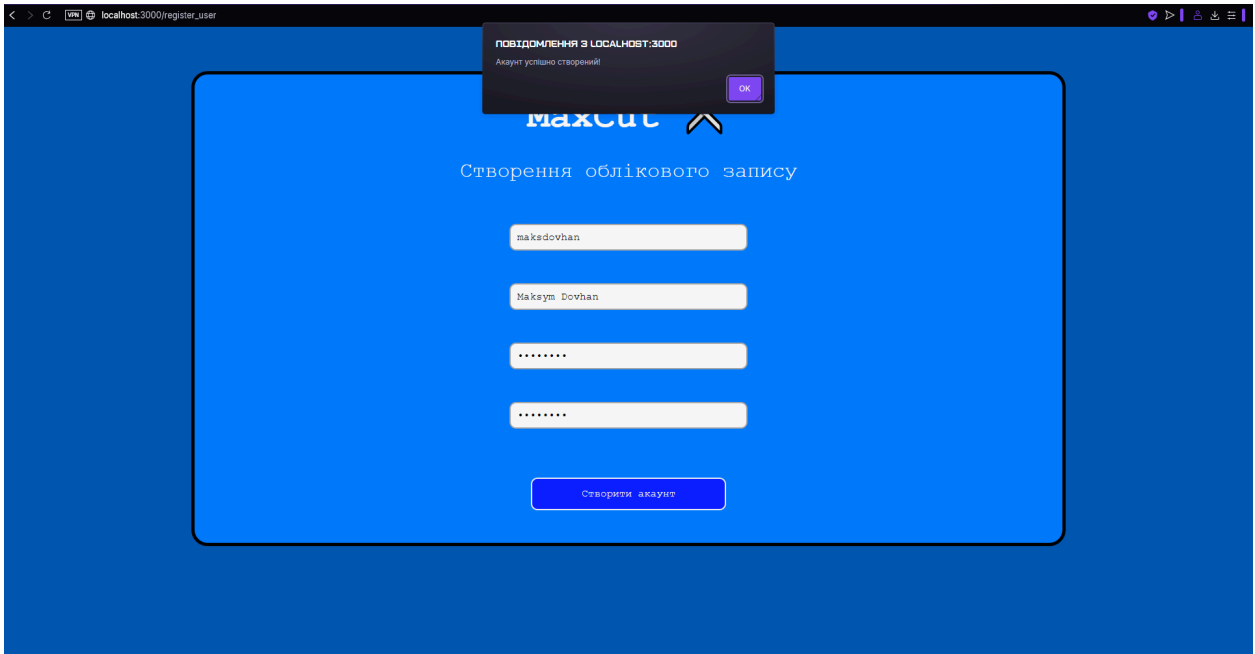 VPN localhost:3000/register_user
ПОВІДОМЛЕННЯ З LOCALHOST:3000
Акаунт успішно створений!
OK
MaxCut
Створення облікового запису
maksdovhan
Maksym Dovhan
••••••••
••••••••
Створити акаунт